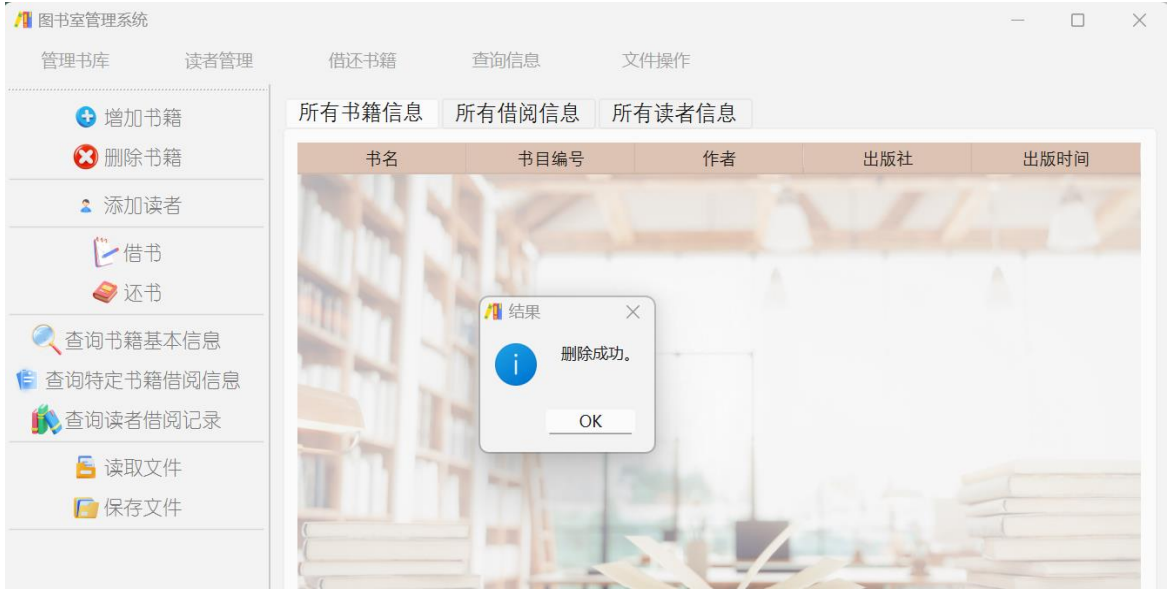 图书室管理系统
管理书库 读者管理 借还书籍 查询信息 文件操作
增加书籍
删除书籍
添加读者
借书
还书
查询书籍基本信息
查询特定书籍借阅信息
查询读者借阅记录
读取文件
保存文件
所有书籍信息 所有借阅信息 所有读者信息
书名 书目编号 作者 出版社 出版时间
结果
删除成功。
OK